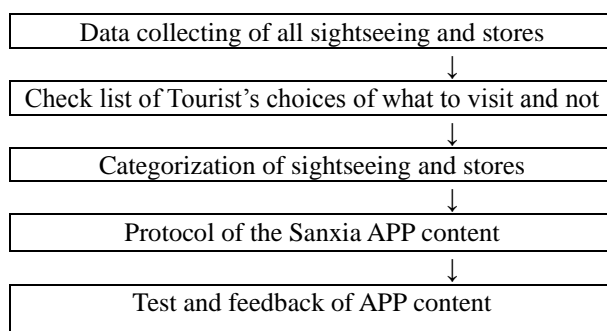 Data collecting of all sightseeing and stores
↓
Check list of Tourist's choices of what to visit and not
↓
Categorization of sightseeing and stores
↓
Protocol of the Sanxia APP content
↓
Test and feedback of APP content